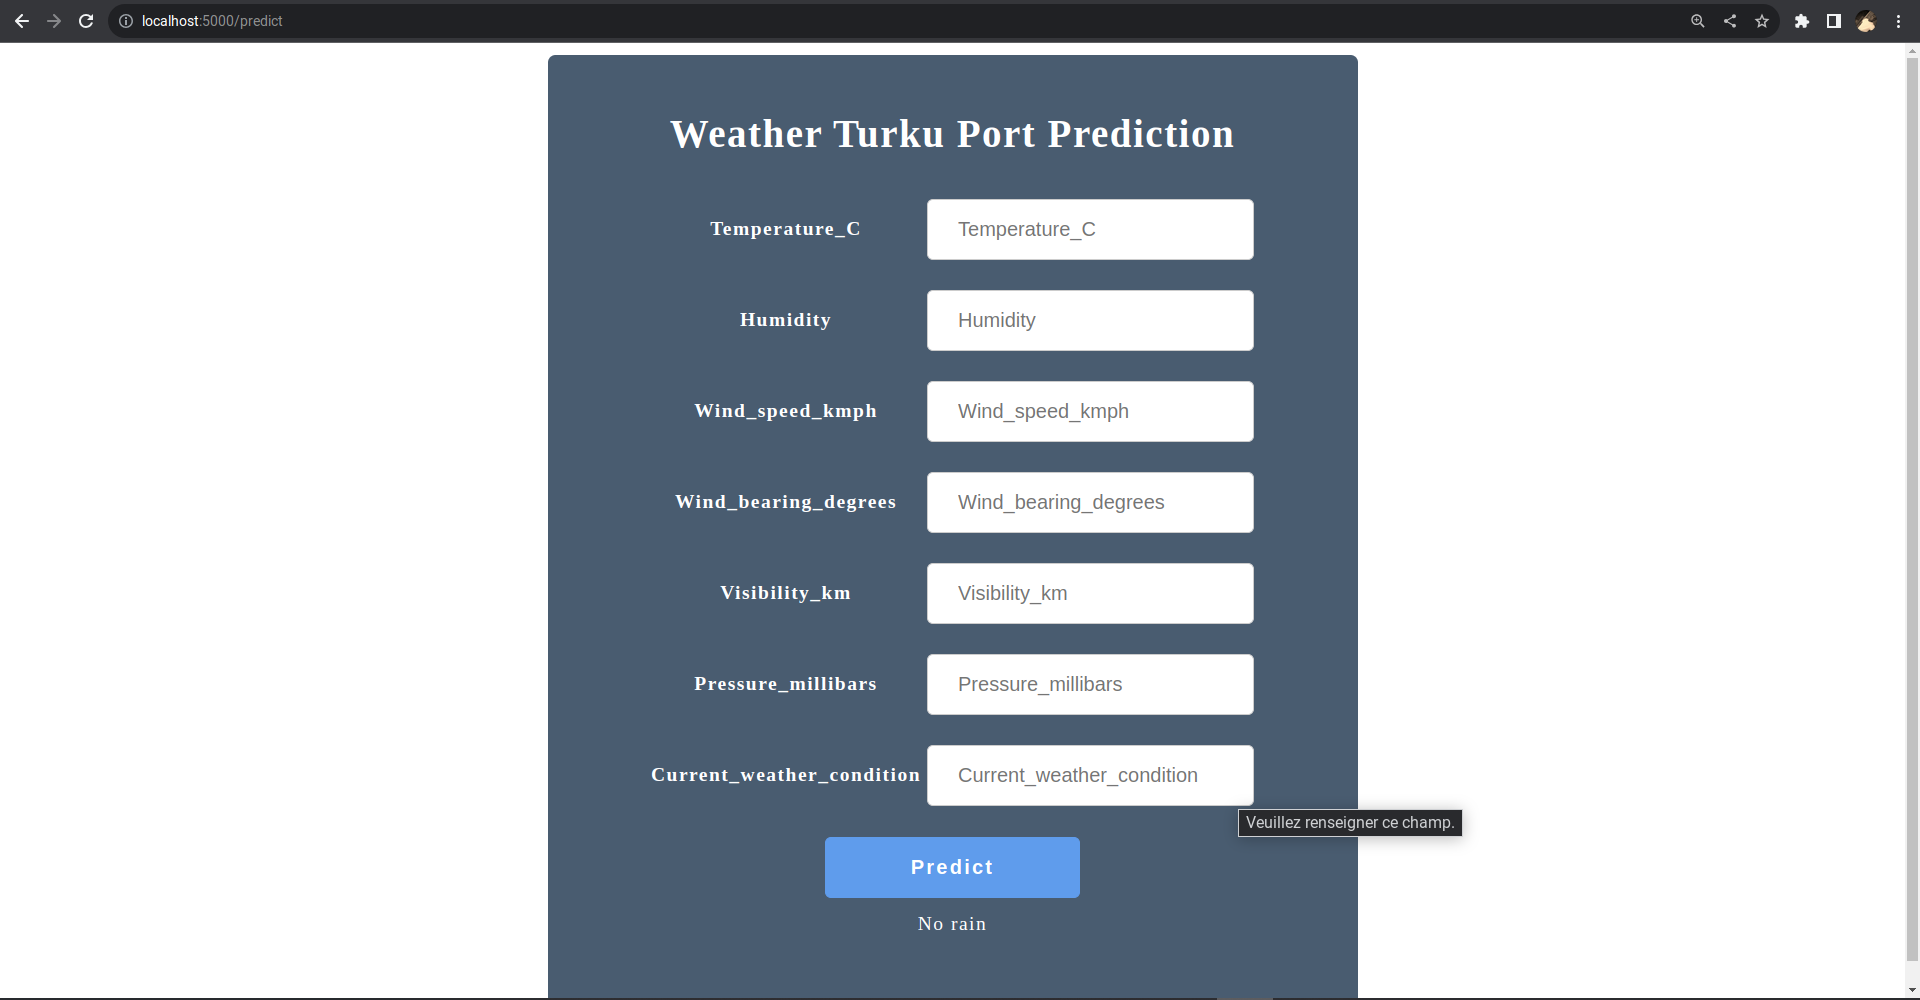 localhost:5000/predict
Weather Turku Port Prediction
Temperature_C Temperature_C
Humidity Humidity
Wind_speed_kmph Wind_speed_kmph
Wind_bearing_degrees Wind_bearing_degrees
Visibility_km Visibility_km
Pressure_millibars Pressure_millibars
Current_weather_condition Current_weather_condition
Veuillez renseigner ce champ.
Predict
No rain